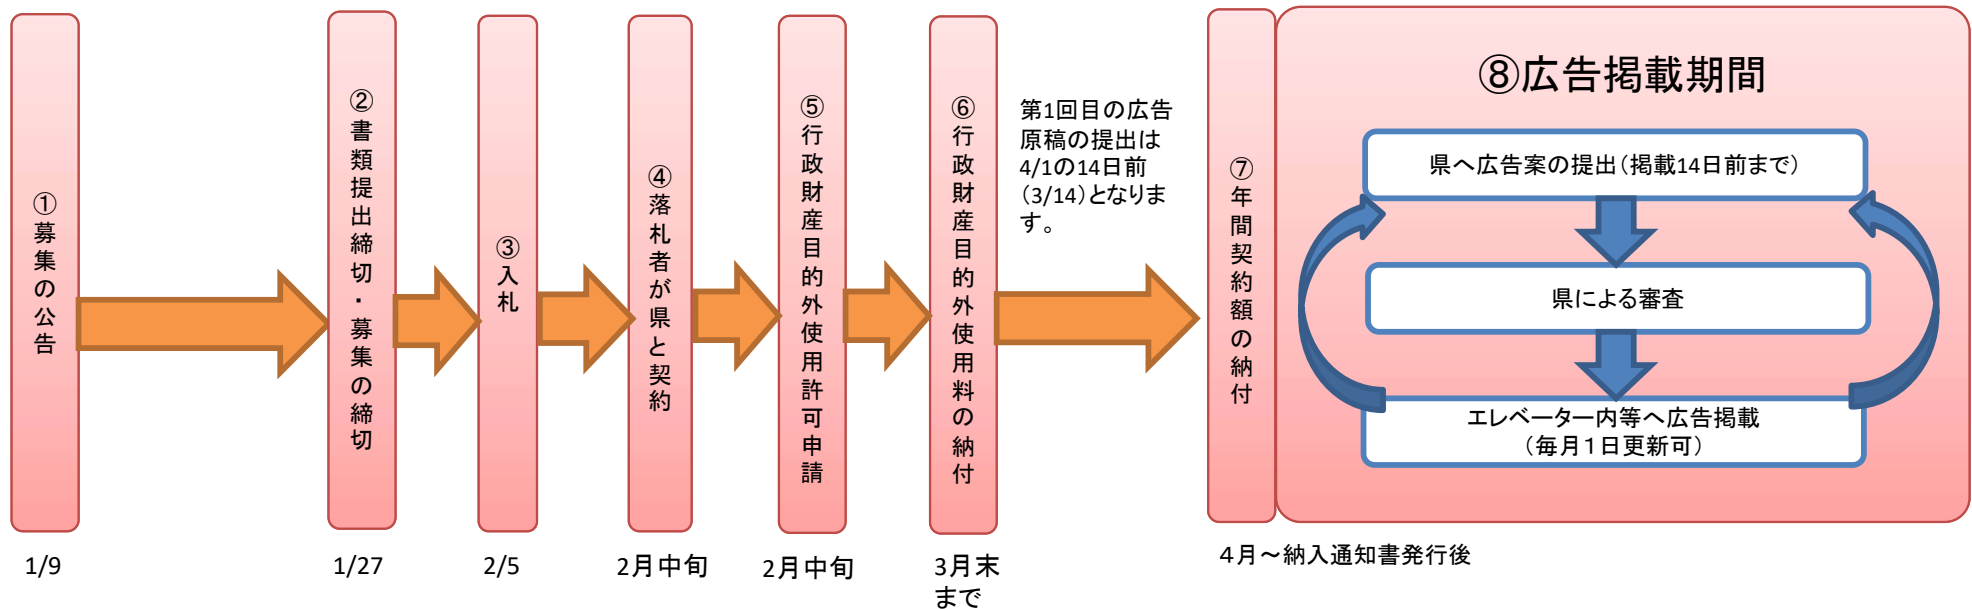 ①募集の公告
1/9
②書類提出締切・募集の締切
1/27
③入札
2/5
④落札者が県と契約
2月中旬
⑤行政財産目的外使用許可申請
2月中旬
⑥行政財産目的外使用料の納付
3月末
まで
第1回目の広告
原稿の提出は
4/1の14日前
（3/14）となりま
す。
⑦年間契約額の納付
4月～納入通知書発行後
⑧広告掲載期間
県へ広告案の提出（掲載14日前まで）
県による審査
エレベーター内等へ広告掲載
（毎月１日更新可）